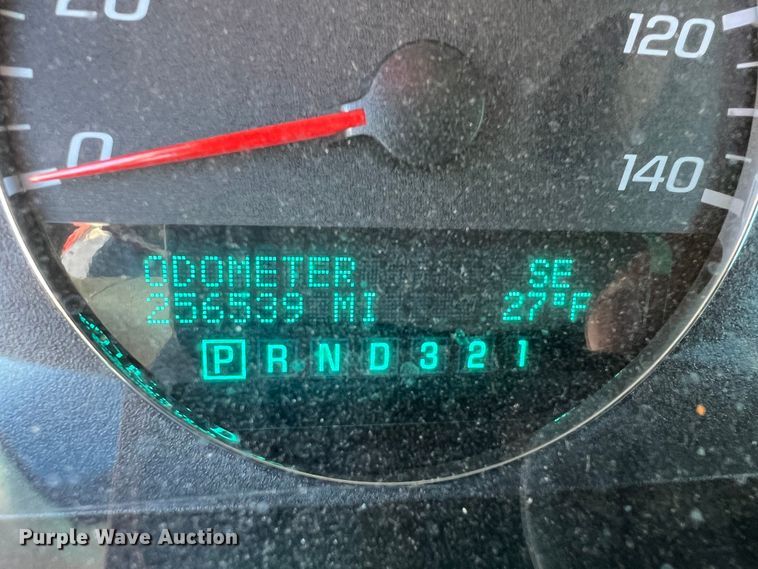 20 120
0 140
ODOMETER SE
256539 MI 27°F
P R N D 3 2 1
Purple Wave Auction